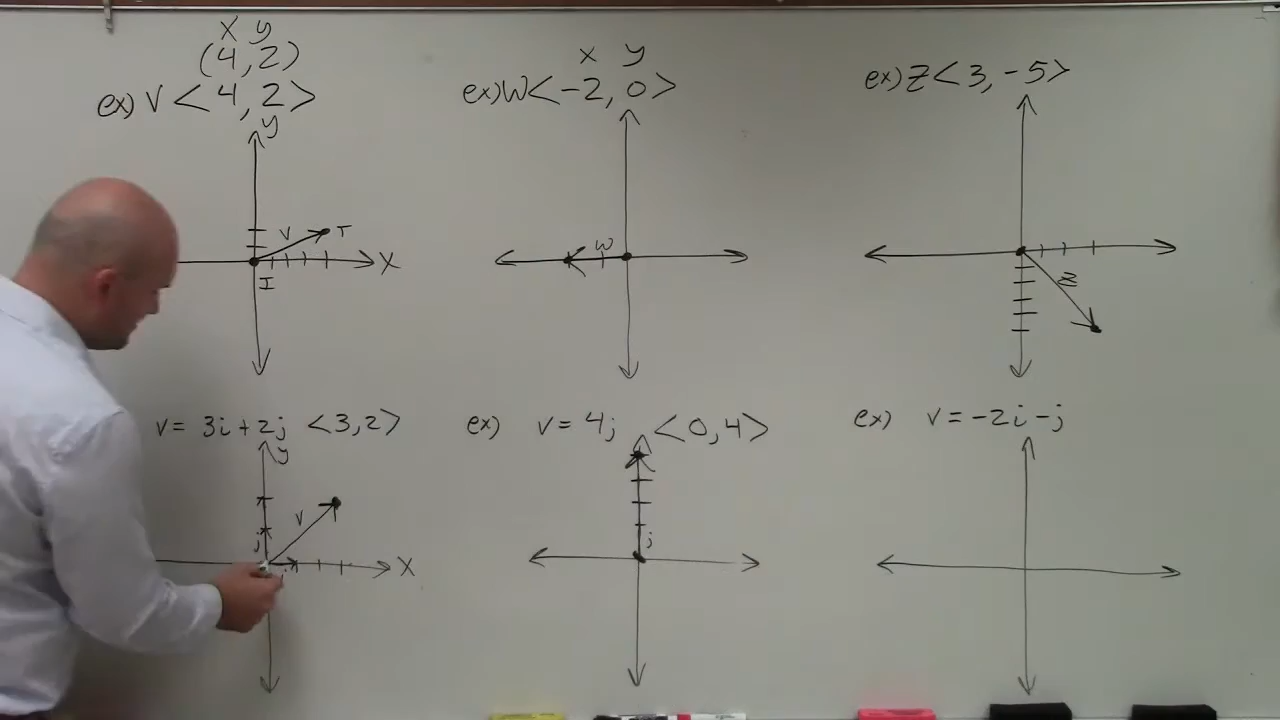 x y
(4,2)
ex) V <4,2>
y
V
T
I
X
x y
ex) W<-2,0>
W
ex) Z<3,-5>
Z
v = 3i+2j <3,2>
y
V
j
i
X
ex) v = 4j <0,4>
j
ex) v = -2i-j